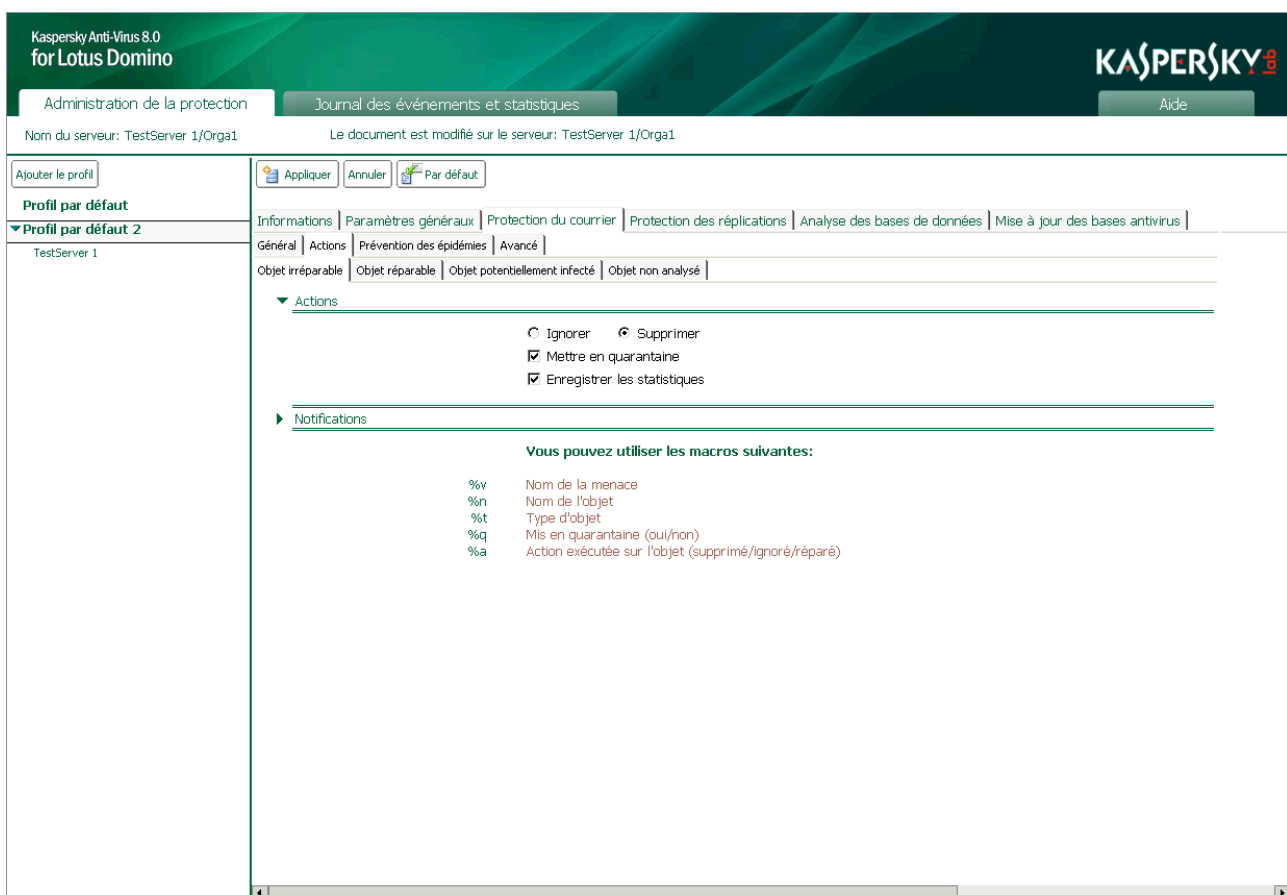 Kaspersky Anti-Virus 8.0
for Lotus Domino
KASPERSKY lab
Administration de la protection
Journal des événements et statistiques
Aide
Nom du serveur: TestServer 1/Orga1
Le document est modifié sur le serveur: TestServer 1/Orga1
Ajouter le profil
Appliquer
Annuler
Par défaut
Profil par défaut
Profil par défaut 2
TestServer 1
Informations
Paramètres généraux
Protection du courrier
Protection des réplications
Analyse des bases de données
Mise à jour des bases antivirus
Général
Actions
Prévention des épidémies
Avancé
Objet irréparable
Objet réparable
Objet potentiellement infecté
Objet non analysé
Actions
Ignorer
Supprimer
Mettre en quarantaine
Enregistrer les statistiques
Notifications
Vous pouvez utiliser les macros suivantes:
%v Nom de la menace
%n Nom de l'objet
%t Type d'objet
%q Mis en quarantaine (oui/non)
%a Action exécutée sur l'objet (supprimé/ignoré/réparé)